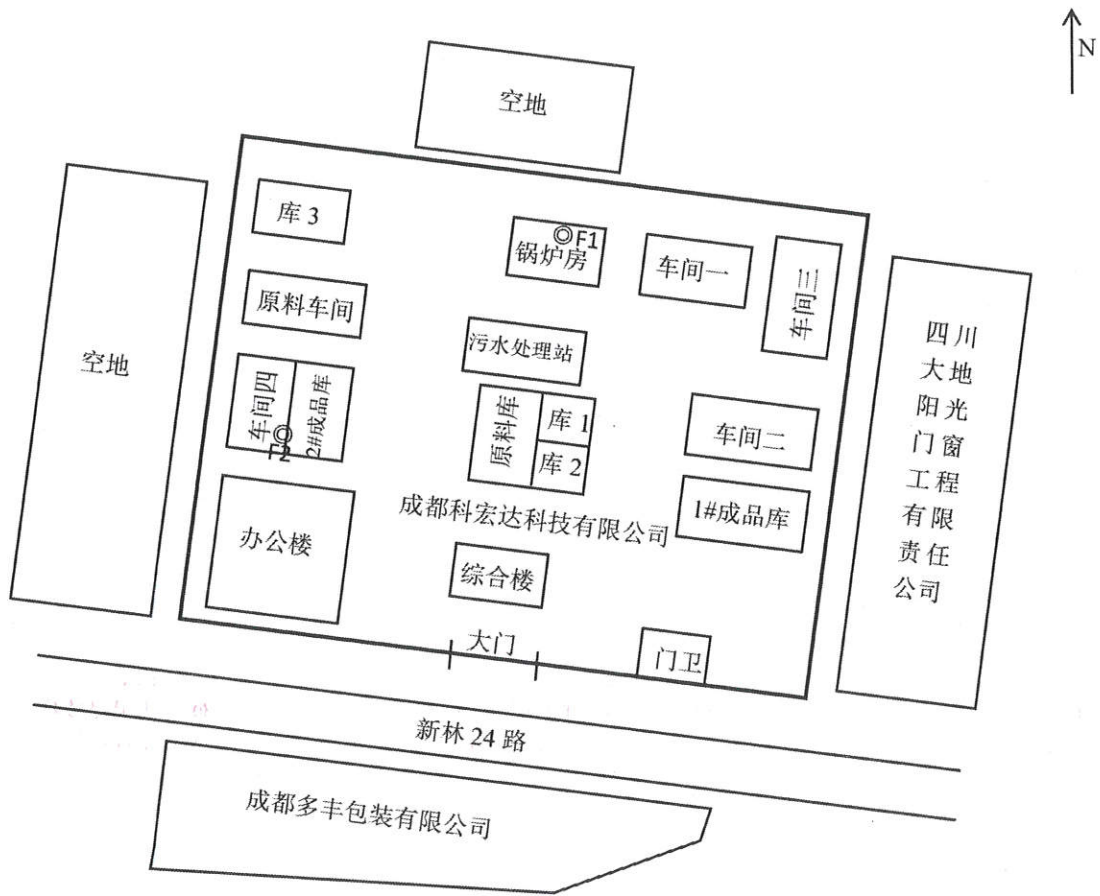 N
空地
库 3
F1
锅炉房
车间一
车间三
原料车间
污水处理站
空地
车间四
2#成品库
F2
原料库
库 1
库 2
车间二
1#成品库
成都科宏达科技有限公司
办公楼
综合楼
大门
门卫
四川
大地
阳光
门窗
工程
有限
责任
公司
新林 24 路
成都多丰包装有限公司